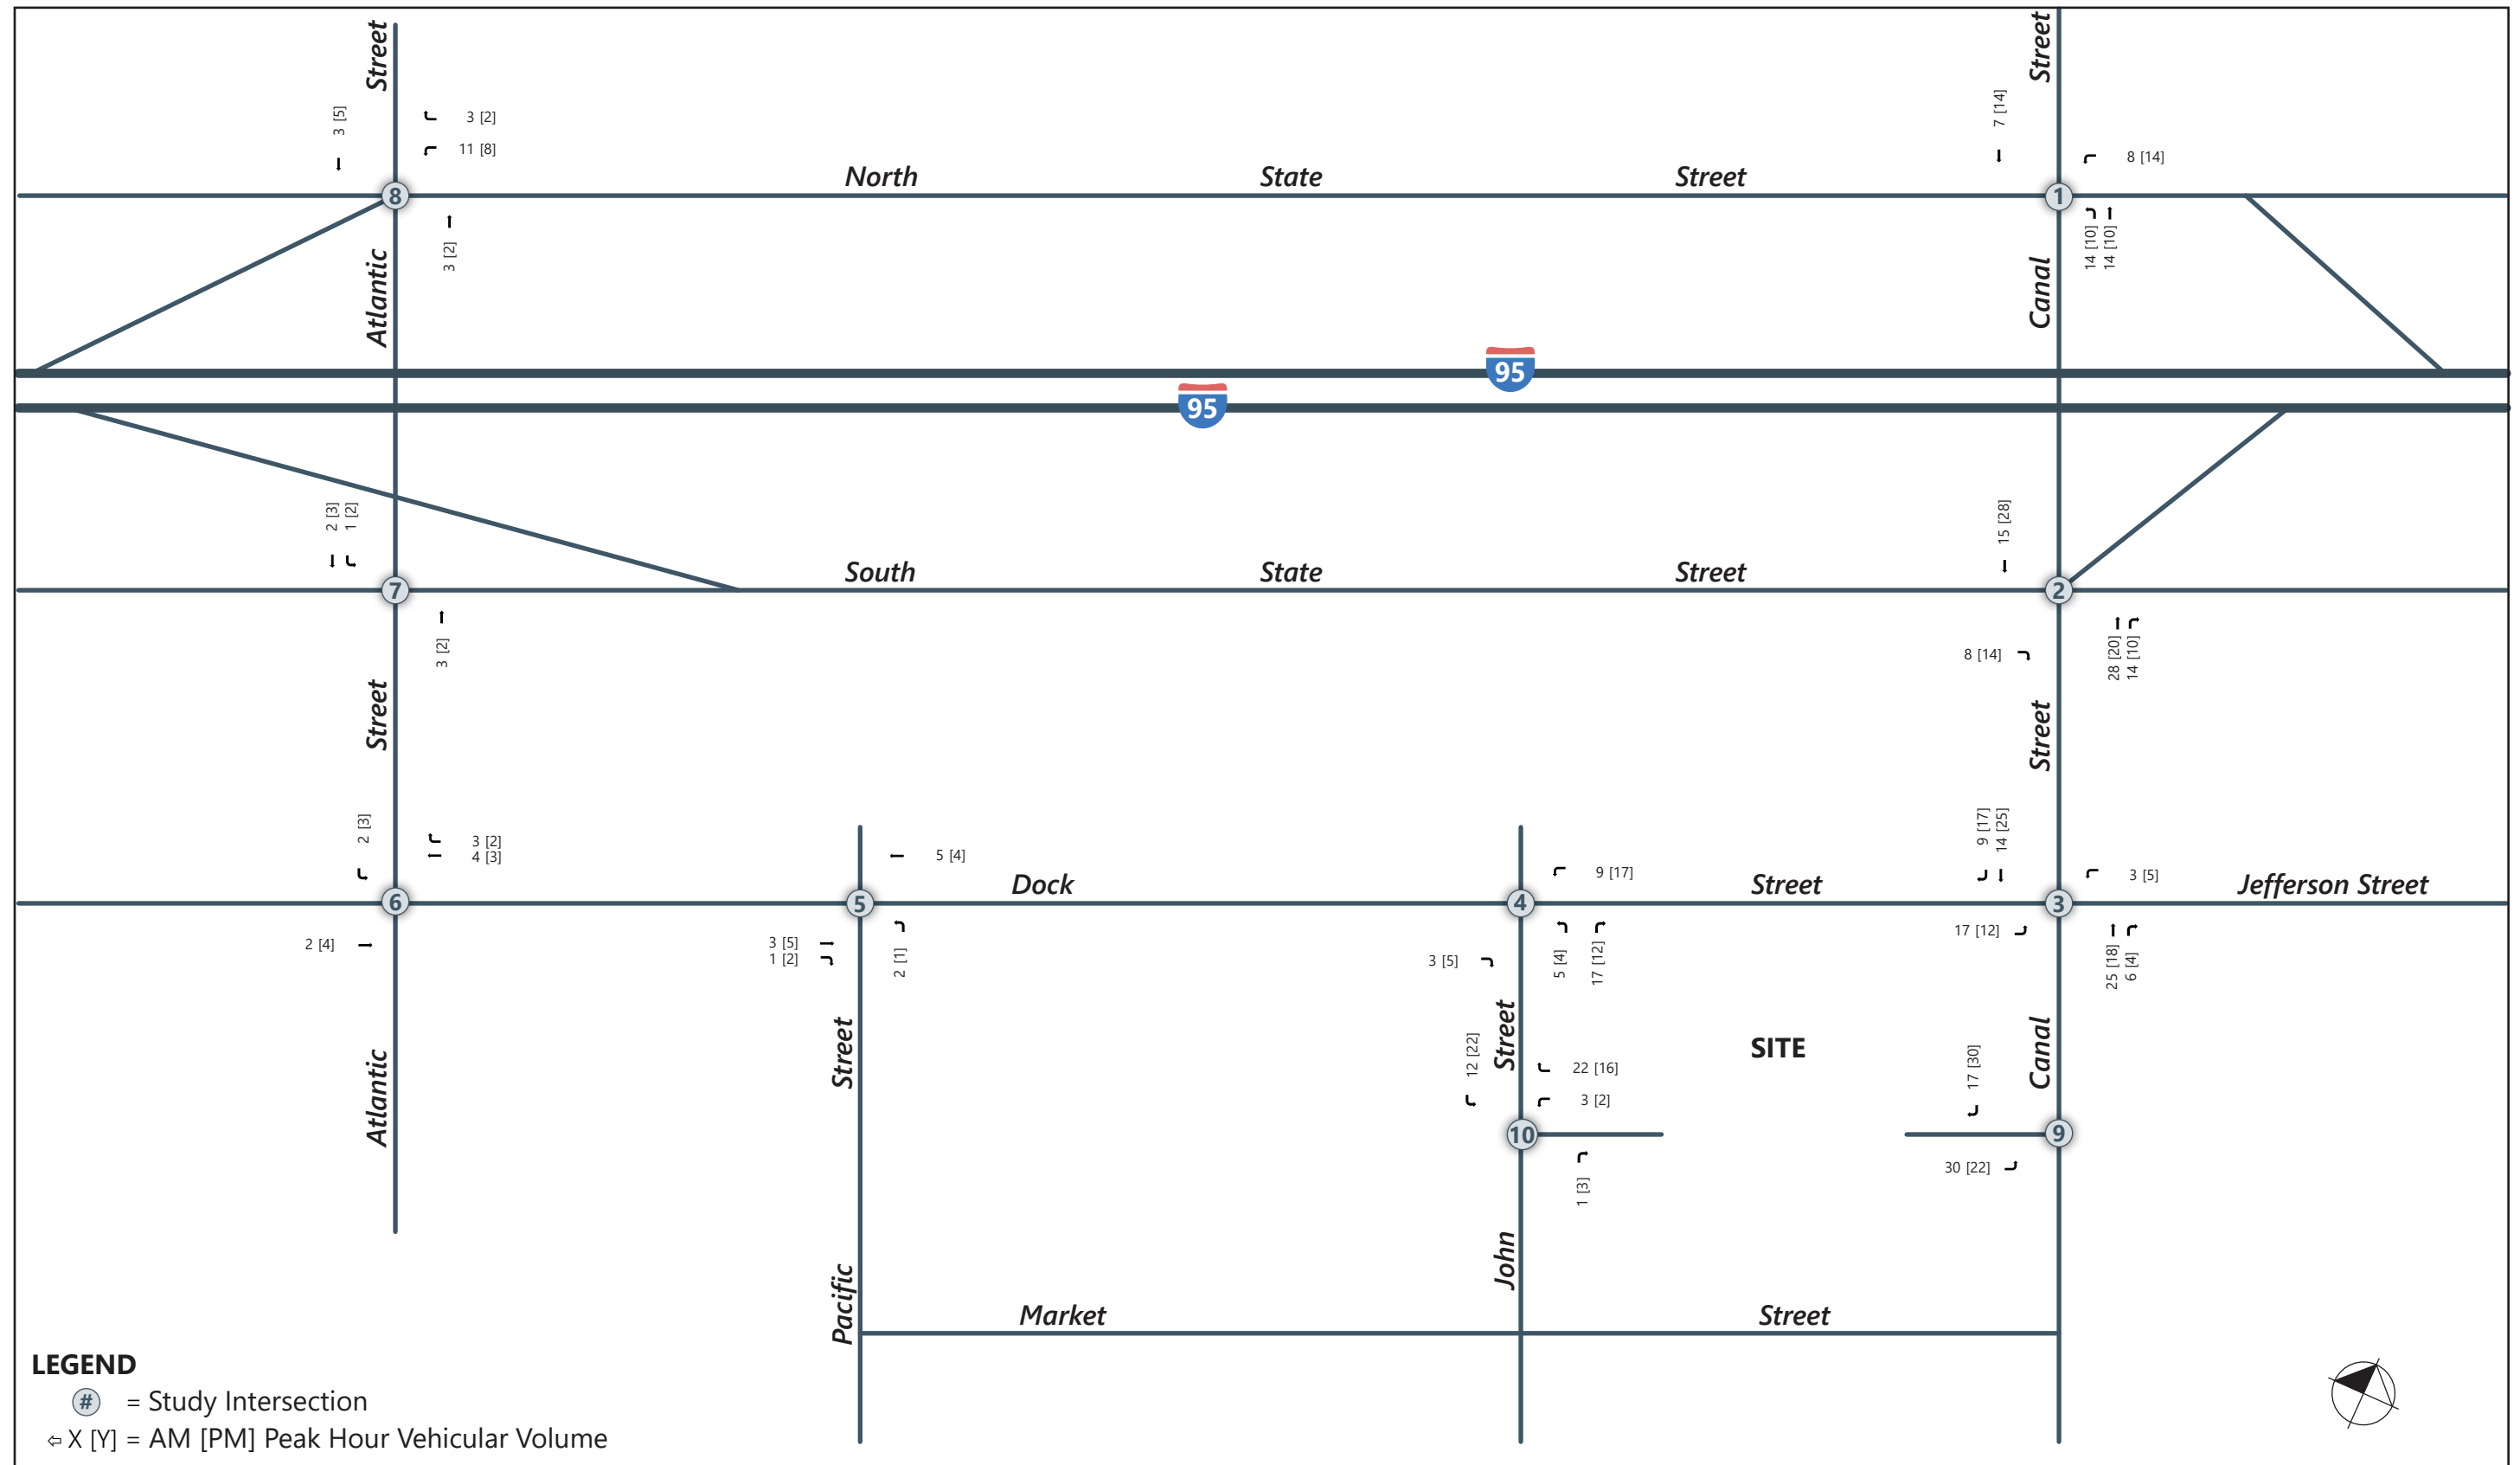 Street
Street
3 [5]
3 [2]
11 [8]
7 [14]
8 [14]
North State Street
8
1
3 [2]
14 [10]
14 [10]
Atlantic
Canal
95
95
2 [3]
1 [2]
15 [28]
South State Street
7
2
3 [2]
8 [14]
28 [20]
14 [10]
Street
Street
2 [3]
3 [2]
4 [3]
5 [4]
9 [17]
9 [17]
14 [25]
3 [5]
Dock Street
Jefferson Street
6
5
4
3
2 [4]
3 [5]
1 [2]
2 [1]
3 [5]
5 [4]
17 [12]
17 [12]
25 [18]
6 [4]
Atlantic
Street
Street
12 [22]
22 [16]
3 [2]
SITE
17 [30]
Canal
10
9
1 [3]
30 [22]
Pacific
John
Market Street
LEGEND
# = Study Intersection
⇦ X [Y] = AM [PM] Peak Hour Vehicular Volume